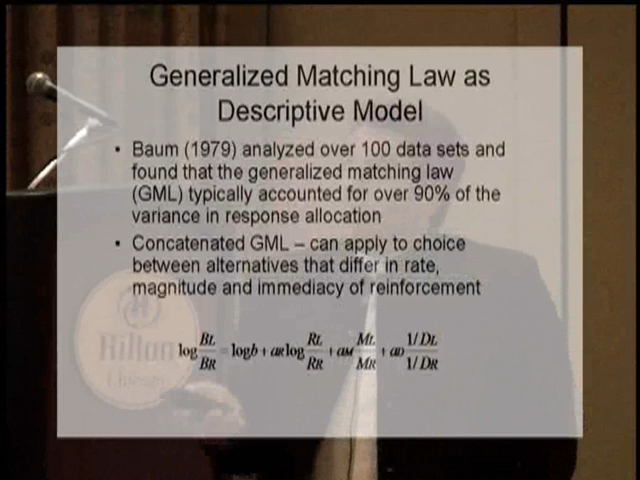 Generalized Matching Law as
Descriptive Model
• Baum (1979) analyzed over 100 data sets and
found that the generalized matching law
(GML) typically accounted for over 90% of the
variance in response allocation
• Concatenated GML – can apply to choice
between alternatives that differ in rate,
magnitude and immediacy of reinforcement
log BL/BR = logb + aR log RL/RR + aM ML/MR + aD 1/DL / 1/DR
Hilton
Chicago